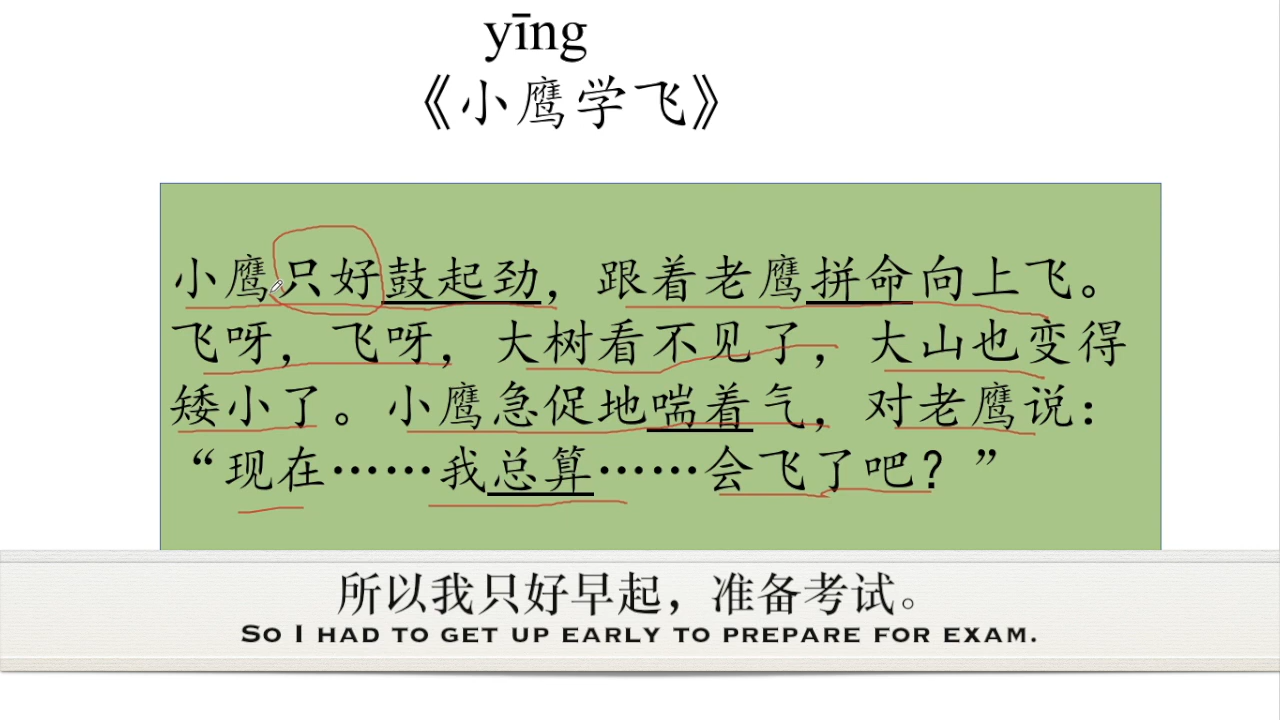 yīng
《小鹰学飞》
小鹰只好鼓起劲，跟着老鹰拼命向上飞。
飞呀，飞呀，大树看不见了，大山也变得
矮小了。小鹰急促地喘着气，对老鹰说：
“现在……我总算……会飞了吧？”
所以我只好早起，准备考试。
So I had to get up early to prepare for exam.